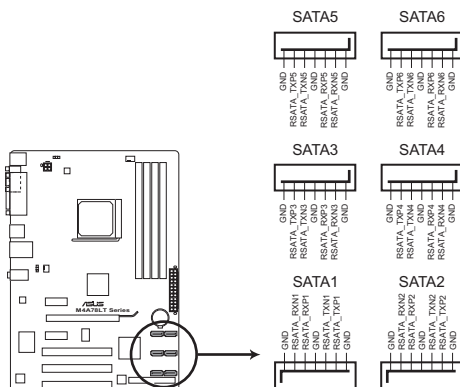 SATA5
GND
RSATA_TXP5
RSATA_TXN5
GND
RSATA_RXP5
RSATA_RXN5
GND
SATA6
GND
RSATA_TXP6
RSATA_TXN6
GND
RSATA_RXP6
RSATA_RXN6
GND
SATA3
GND
RSATA_TXP3
RSATA_TXN3
GND
RSATA_RXP3
RSATA_RXN3
GND
SATA4
GND
RSATA_TXP4
RSATA_TXN4
GND
RSATA_RXP4
RSATA_RXN4
GND
ASUS
M4A78LT Series
SATA1
GND
RSATA_RXN1
RSATA_RXP1
GND
RSATA_TXN1
RSATA_TXP1
GND
SATA2
GND
RSATA_RXN2
RSATA_RXP2
GND
RSATA_TXN2
RSATA_TXP2
GND